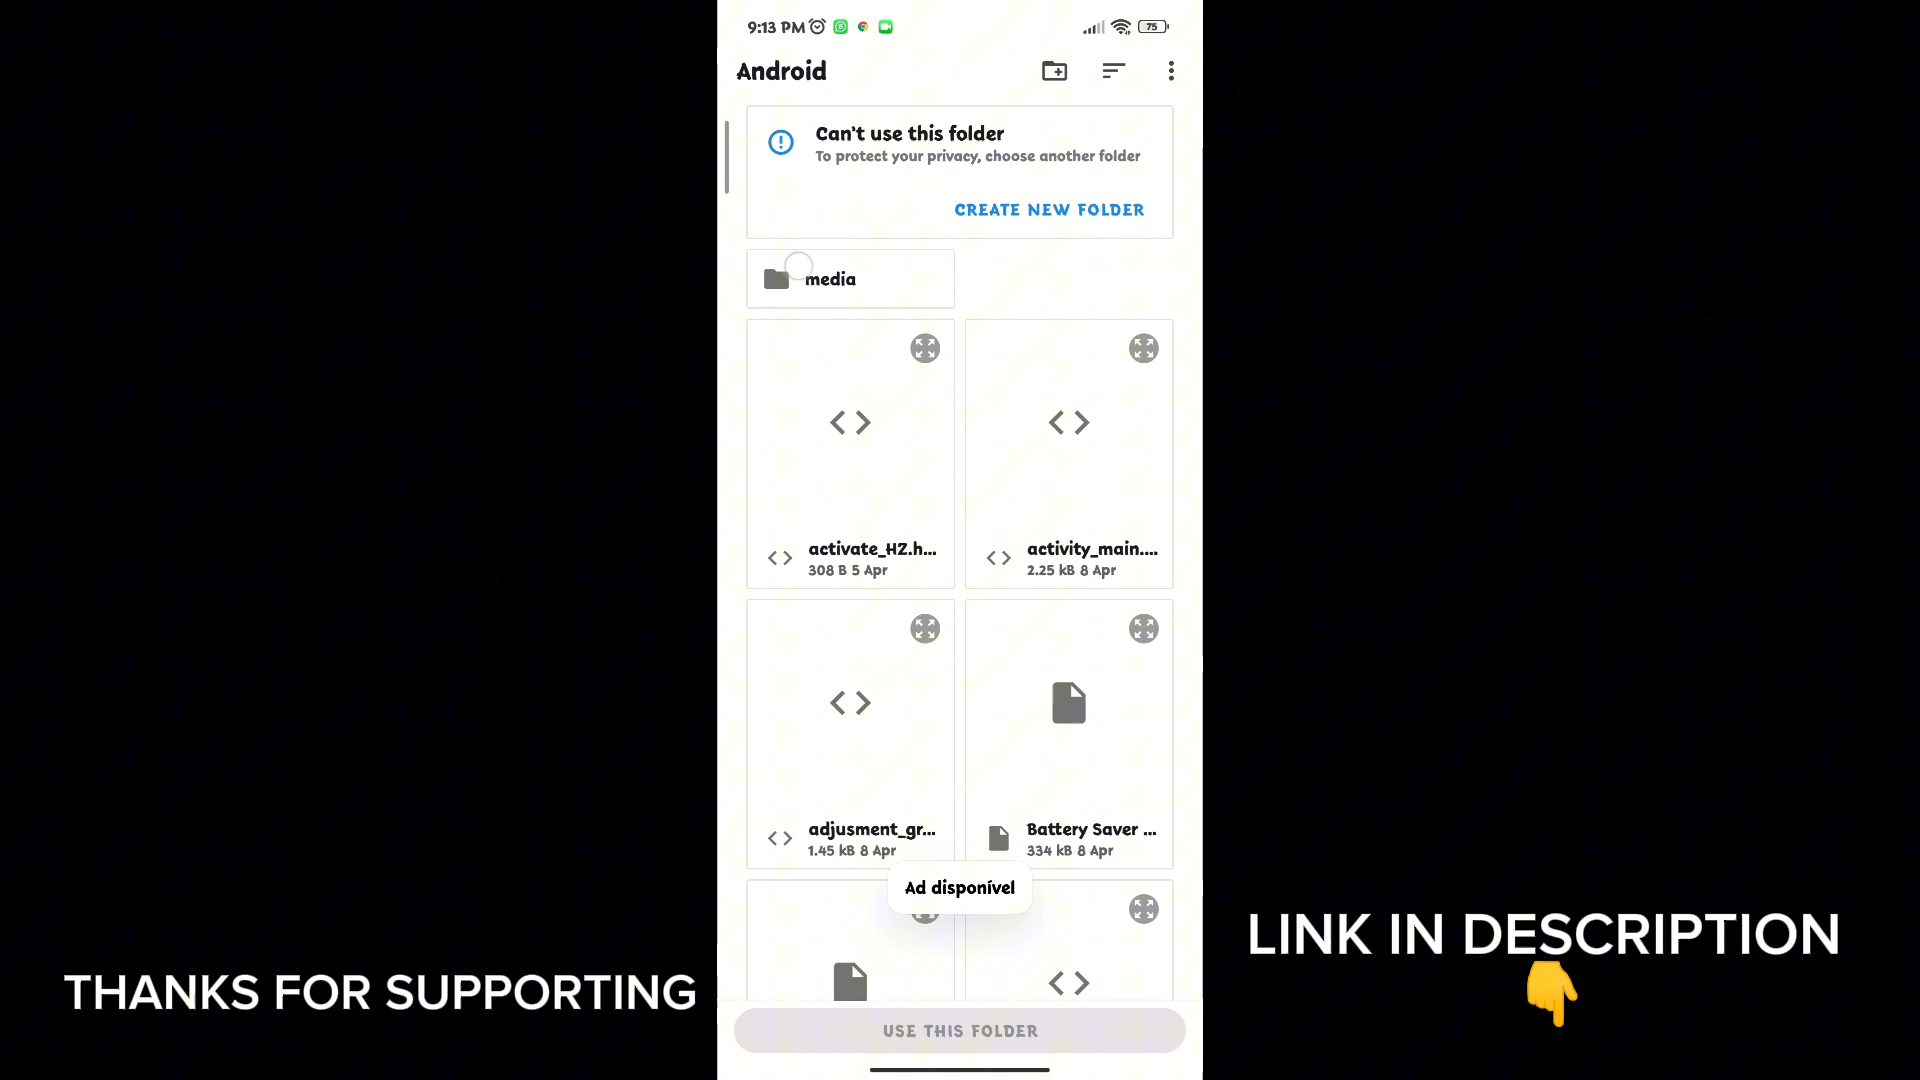 9:13 PM
75
Android
Can't use this folder
To protect your privacy, choose another folder
CREATE NEW FOLDER
media
activate_HZ.h...
308 B 5 Apr
activity_main....
2.25 kB 8 Apr
adjusment_gr...
1.45 kB 8 Apr
Battery Saver ...
334 kB 8 Apr
Ad disponível
USE THIS FOLDER
THANKS FOR SUPPORTING
LINK IN DESCRIPTION